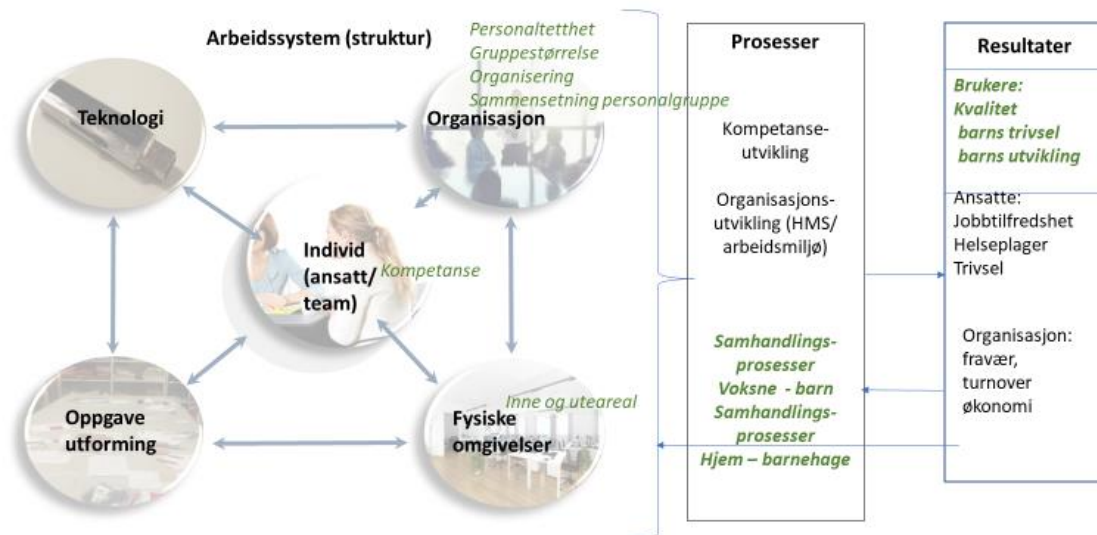 Arbeidssystem (struktur)
Personaltetthet
Gruppestørrelse
Organisering
Sammensetning personalgruppe
Teknologi
Organisasjon
Individ
(ansatt/
team)
Kompetanse
Oppgave
utforming
Fysiske
omgivelser
Inne og uteareal
Prosesser
Kompetanse-
utvikling
Organisasjons-
utvikling (HMS/
arbeidsmiljø)
Samhandlings-
prosesser
Voksne - barn
Samhandlings-
prosesser
Hjem – barnehage
Resultater
Brukere:
Kvalitet
barns trivsel
barns utvikling
Ansatte:
Jobbtilfredshet
Helseplager
Trivsel
Organisasjon:
fravær,
turnover
økonomi